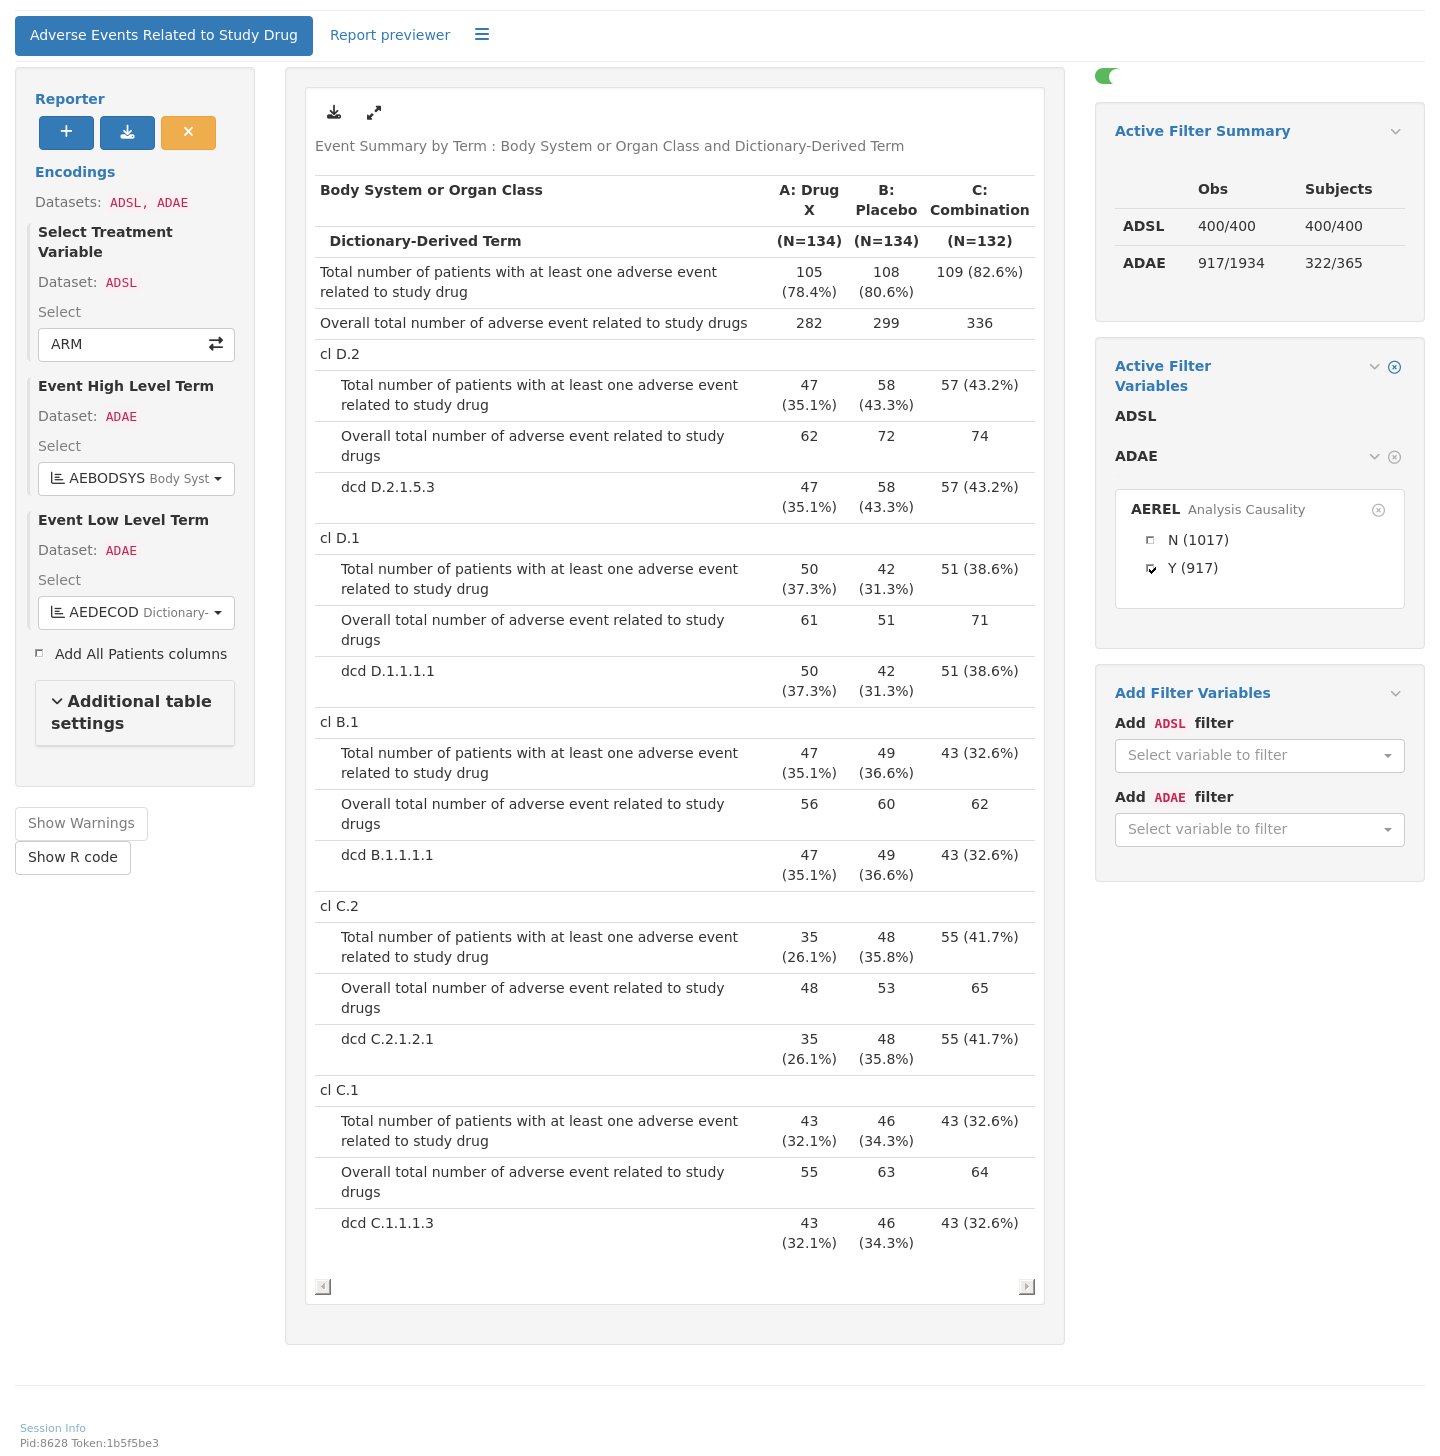 Adverse Events Related to Study Drug
Report previewer
Reporter
Encodings
Datasets: ADSL, ADAE
Select Treatment
Variable
Dataset: ADSL
Select
ARM
Event High Level Term
Dataset: ADAE
Select
AEBODSYS Body Syst
Event Low Level Term
Dataset: ADAE
Select
AEDECOD Dictionary-
Add All Patients columns
Additional table
settings
Show Warnings
Show R code
Event Summary by Term : Body System or Organ Class and Dictionary-Derived Term
Body System or Organ Class A: Drug B: C:
X Placebo Combination
Dictionary-Derived Term (N=134) (N=134) (N=132)
Total number of patients with at least one adverse event 105 108 109 (82.6%)
related to study drug (78.4%) (80.6%)
Overall total number of adverse event related to study drugs 282 299 336
cl D.2
Total number of patients with at least one adverse event 47 58 57 (43.2%)
related to study drug (35.1%) (43.3%)
Overall total number of adverse event related to study 62 72 74
drugs
dcd D.2.1.5.3 47 58 57 (43.2%)
(35.1%) (43.3%)
cl D.1
Total number of patients with at least one adverse event 50 42 51 (38.6%)
related to study drug (37.3%) (31.3%)
Overall total number of adverse event related to study 61 51 71
drugs
dcd D.1.1.1.1 50 42 51 (38.6%)
(37.3%) (31.3%)
cl B.1
Total number of patients with at least one adverse event 47 49 43 (32.6%)
related to study drug (35.1%) (36.6%)
Overall total number of adverse event related to study 56 60 62
drugs
dcd B.1.1.1.1 47 49 43 (32.6%)
(35.1%) (36.6%)
cl C.2
Total number of patients with at least one adverse event 35 48 55 (41.7%)
related to study drug (26.1%) (35.8%)
Overall total number of adverse event related to study 48 53 65
drugs
dcd C.2.1.2.1 35 48 55 (41.7%)
(26.1%) (35.8%)
cl C.1
Total number of patients with at least one adverse event 43 46 43 (32.6%)
related to study drug (32.1%) (34.3%)
Overall total number of adverse event related to study 55 63 64
drugs
dcd C.1.1.1.3 43 46 43 (32.6%)
(32.1%) (34.3%)
Active Filter Summary
Obs Subjects
ADSL 400/400 400/400
ADAE 917/1934 322/365
Active Filter
Variables
ADSL
ADAE
AEREL Analysis Causality
N (1017)
Y (917)
Add Filter Variables
Add ADSL filter
Select variable to filter
Add ADAE filter
Select variable to filter
Session Info
Pid:8628 Token:1b5f5be3